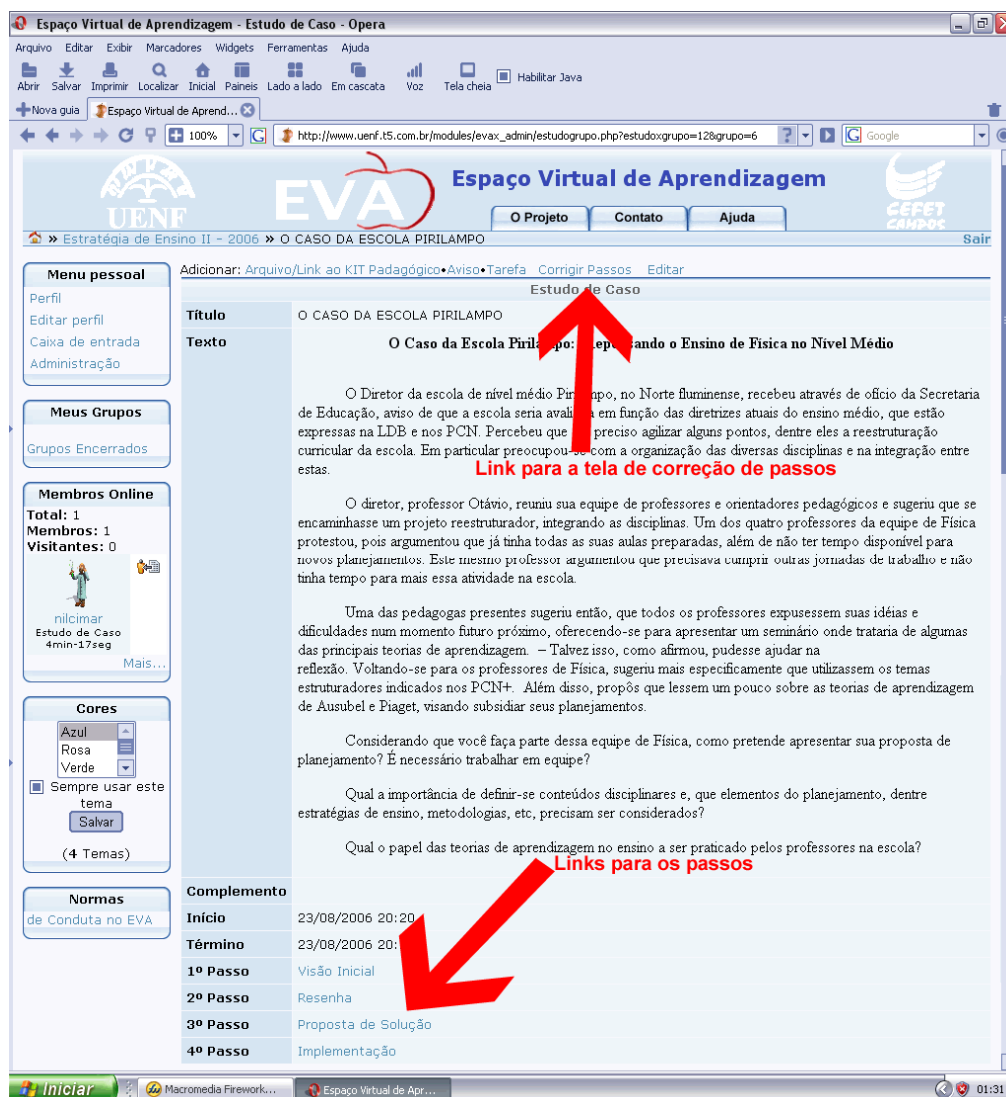 Espaço Virtual de Aprendizagem - Estudo de Caso - Opera
Arquivo Editar Exibir Marcadores Widgets Ferramentas Ajuda
Abrir Salvar Imprimir Localizar Inicial Paineis Lado a lado Em cascata Voz Tela cheia Habilitar Java
Nova guia Espaço Virtual de Aprend...
100% http://www.uenf.t5.com.br/modules/evax_admin/estudogrupo.php?estudoxgrupo=128&grupo=6 Google
UENF
EVA
Espaço Virtual de Aprendizagem
O Projeto Contato Ajuda
CEFET
CAMPOS
» Estratégia de Ensino II - 2006 » O CASO DA ESCOLA PIRILAMPO Sair
Menu pessoal
Perfil
Editar perfil
Caixa de entrada
Administração
Meus Grupos
Grupos Encerrados
Membros Online
Total: 1
Membros: 1
Visitantes: 0
nilcimar
Estudo de Caso
4min-17seg
Mais...
Cores
Azul
Rosa
Verde
Sempre usar este
tema
Salvar
(4 Temas)
Normas
de Conduta no EVA
Adicionar: Arquivo/Link ao KIT Padagógico•Aviso•Tarefa Corrigir Passos Editar
Estudo de Caso
Título O CASO DA ESCOLA PIRILAMPO
Texto O Caso da Escola Pirilampo: Repensando o Ensino de Física no Nível Médio
O Diretor da escola de nível médio Pirilampo, no Norte fluminense, recebeu através de ofício da Secretaria
de Educação, aviso de que a escola seria avaliada em função das diretrizes atuais do ensino médio, que estão
expressas na LDB e nos PCN. Percebeu que preciso agilizar alguns pontos, dentre eles a reestruturação
curricular da escola. Em particular preocupou-se com a organização das diversas disciplinas e na integração entre
estas.
Link para a tela de correção de passos
O diretor, professor Otávio, reuniu sua equipe de professores e orientadores pedagógicos e sugeriu que se
encaminhasse um projeto reestruturador, integrando as disciplinas. Um dos quatro professores da equipe de Física
protestou, pois argumentou que já tinha todas as suas aulas preparadas, além de não ter tempo disponível para
novos planejamentos. Este mesmo professor argumentou que precisava cumprir outras jornadas de trabalho e não
tinha tempo para mais essa atividade na escola.
Uma das pedagogas presentes sugeriu então, que todos os professores expusessem suas idéias e
dificuldades num momento futuro próximo, oferecendo-se para apresentar um seminário onde trataria de algumas
das principais teorias de aprendizagem. – Talvez isso, como afirmou, pudesse ajudar na
reflexão. Voltando-se para os professores de Física, sugeriu mais especificamente que utilizassem os temas
estruturadores indicados nos PCN+. Além disso, propôs que lessem um pouco sobre as teorias de aprendizagem
de Ausubel e Piaget, visando subsidiar seus planejamentos.
Considerando que você faça parte dessa equipe de Física, como pretende apresentar sua proposta de
planejamento? É necessário trabalhar em equipe?
Qual a importância de definir-se conteúdos disciplinares e, que elementos do planejamento, dentre
estratégias de ensino, metodologias, etc, precisam ser considerados?
Qual o papel das teorias de aprendizagem no ensino a ser praticado pelos professores na escola?
Links para os passos
Complemento
Início 23/08/2006 20:20
Término 23/08/2006
1º Passo Visão Inicial
2º Passo Resenha
3º Passo Proposta de Solução
4º Passo Implementação
Iniciar Macromedia Firework... Espaço Virtual de Apr... 01:31